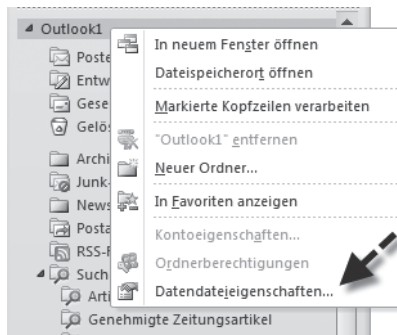 Outlook1
In neuem Fenster öffnen
Dateispeicherort öffnen
Markierte Kopfzeilen verarbeiten
"Outlook1" entfernen
Neuer Ordner...
In Favoriten anzeigen
Kontoeigenschaften...
Ordnerberechtigungen
Datendateieigenschaften...
Poste
Entw
Gese
Gelö
Archi
Junk-
News
Posta
RSS-F
Such
Arti
Genehmigte Zeitungsartikel